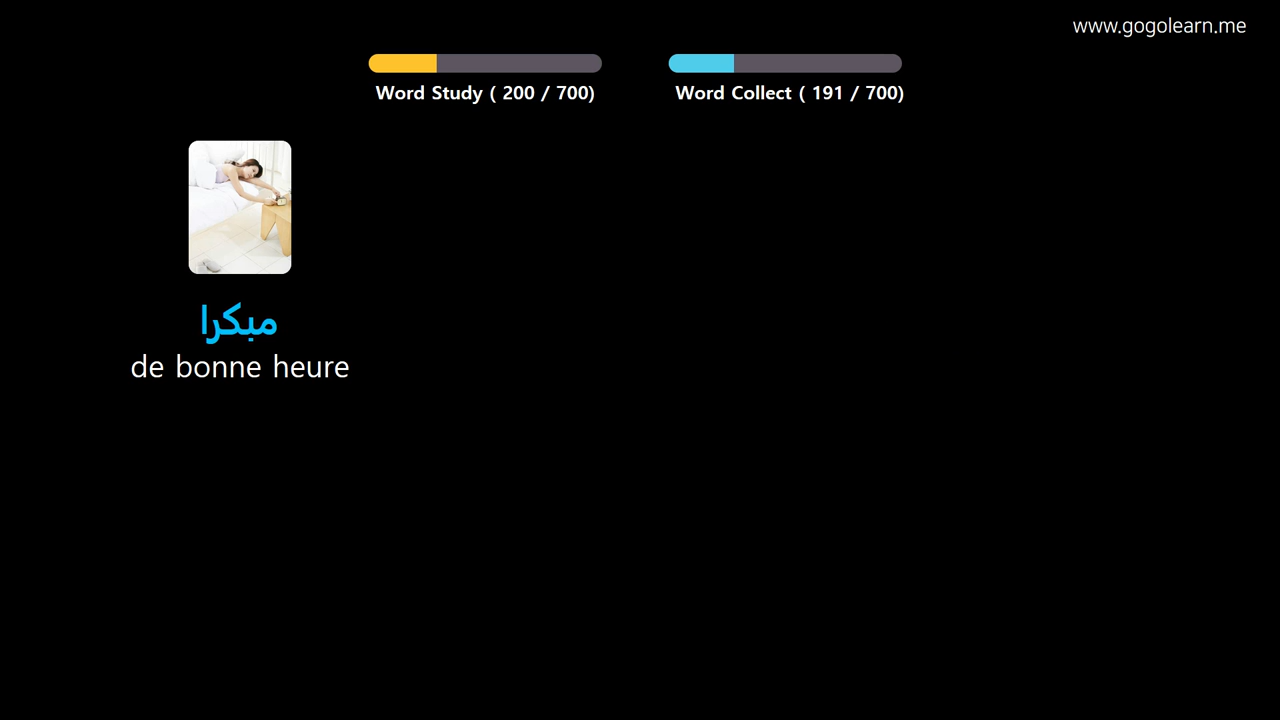 www.gogolearn.me
Word Study ( 200 / 700)
Word Collect ( 191 / 700)
مبكرا
de bonne heure